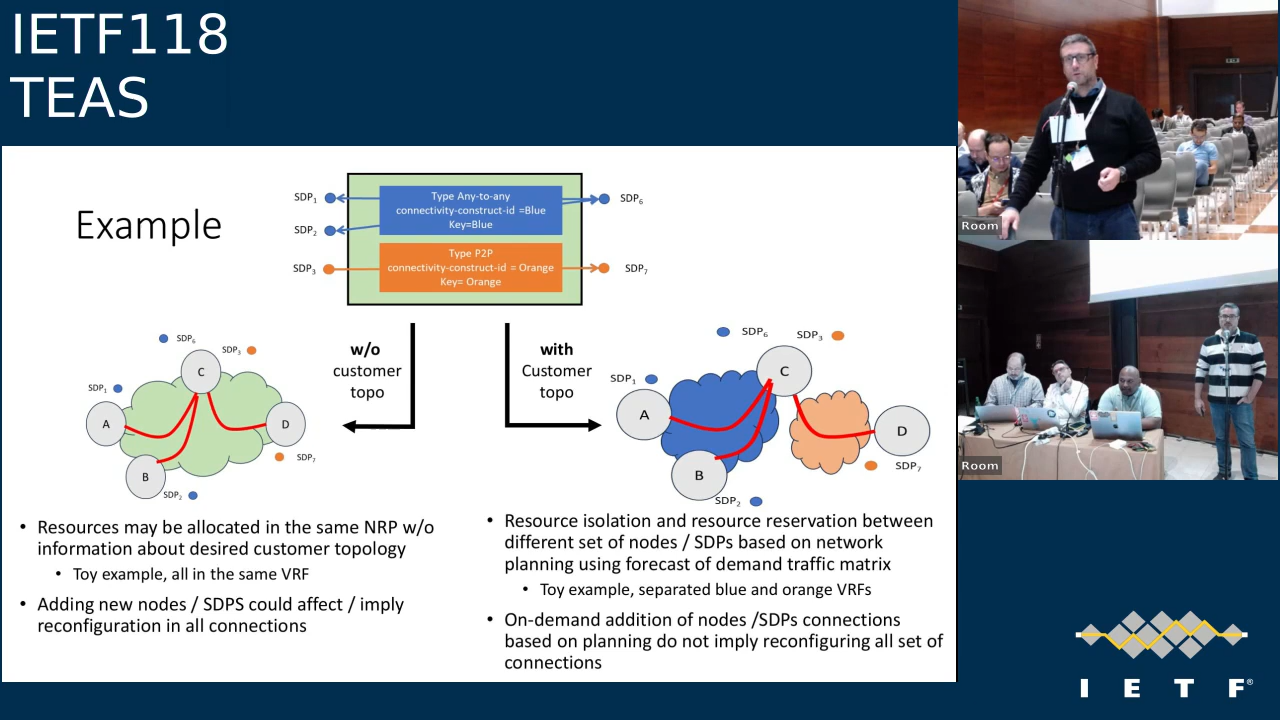 IETF118
TEAS
Example
SDP1
SDP2
SDP3
Type Any-to-any
connectivity-construct-id =Blue
Key=Blue
Type P2P
connectivity-construct-id = Orange
Key= Orange
SDP6
SDP7
w/o
customer
topo
with
Customer
topo
SDP6
SDP3
C
SDP1
A
D
B
SDP7
SDP2
SDP6
SDP3
C
SDP1
A
D
B
SDP7
SDP2
• Resources may be allocated in the same NRP w/o
information about desired customer topology
• Toy example, all in the same VRF
• Adding new nodes / SDPS could affect / imply
reconfiguration in all connections
• Resource isolation and resource reservation between
different set of nodes / SDPs based on network
planning using forecast of demand traffic matrix
• Toy example, separated blue and orange VRFs
• On-demand addition of nodes /SDPs connections
based on planning do not imply reconfiguring all set of
connections
Room
Room
I E T F®